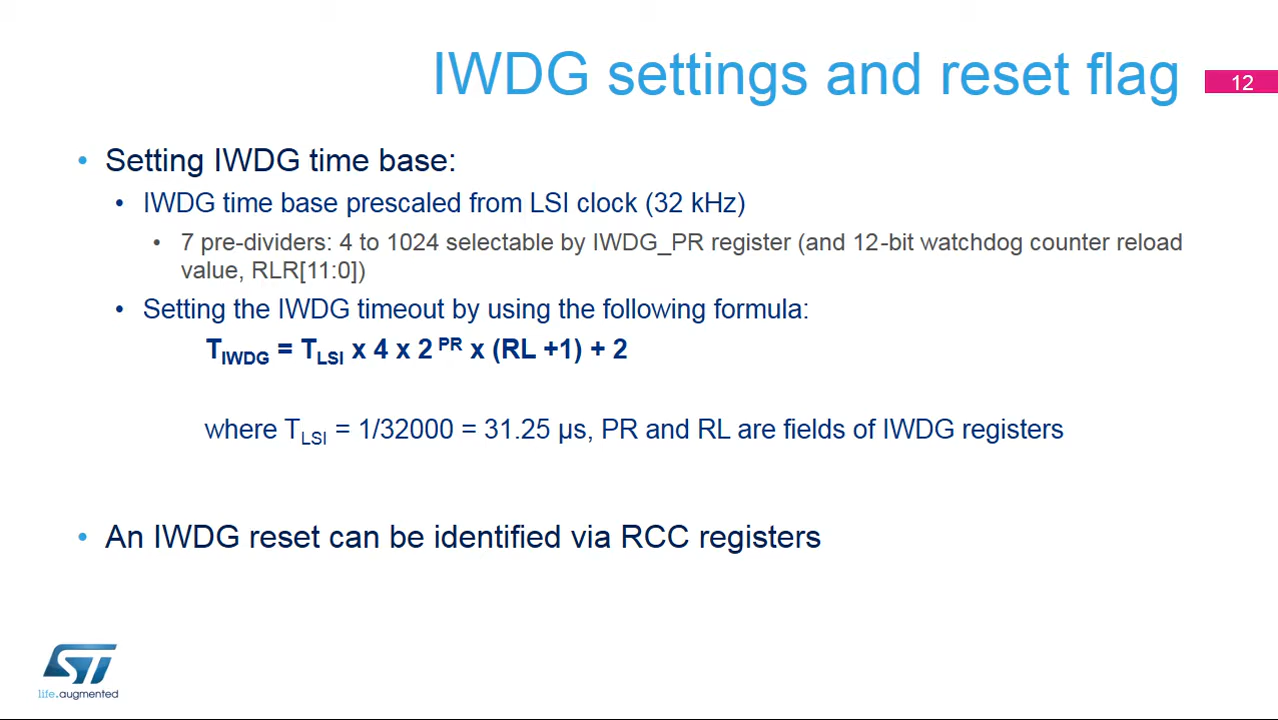 IWDG settings and reset flag
12
• Setting IWDG time base:
• IWDG time base prescaled from LSI clock (32 kHz)
• 7 pre-dividers: 4 to 1024 selectable by IWDG_PR register (and 12-bit watchdog counter reload
value, RLR[11:0])
• Setting the IWDG timeout by using the following formula:
T_IWDG = T_LSI x 4 x 2^PR x (RL +1) + 2
where T_LSI = 1/32000 = 31.25 µs, PR and RL are fields of IWDG registers
• An IWDG reset can be identified via RCC registers
ST
life.augmented